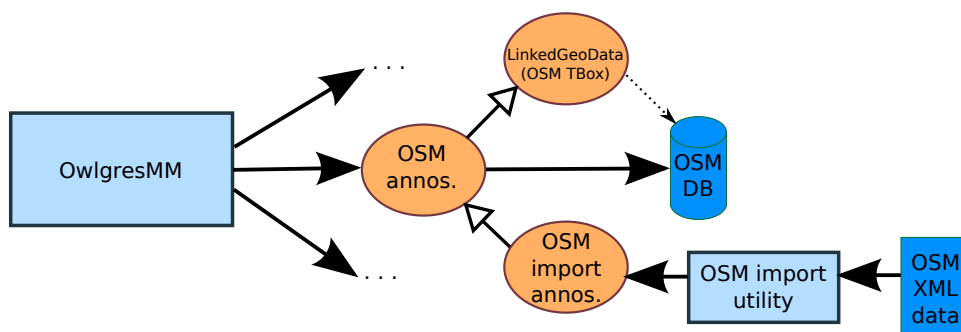 LinkedGeoData
(OSM TBox)
. . .
OwlgresMM
OSM
annos.
OSM
DB
. . .
OSM
import
annos.
OSM import
utility
OSM
XML
data